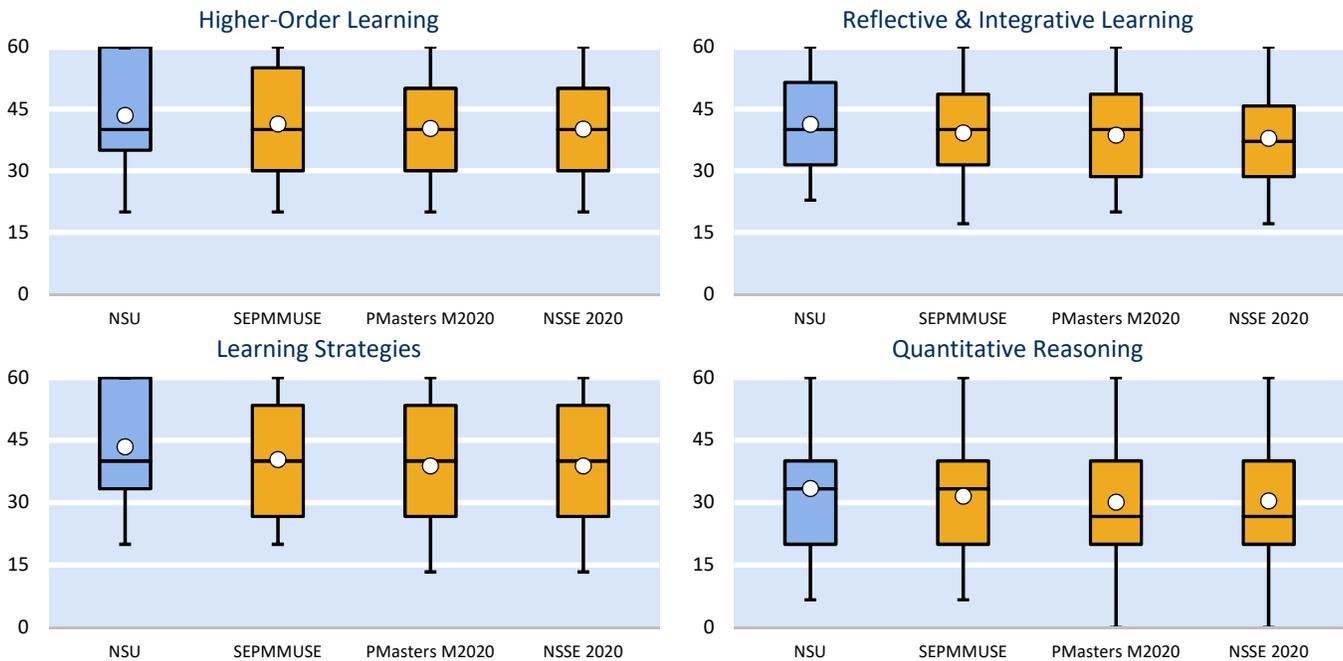 Higher-Order Learning
60
45
30
15
0
NSU SEPMMUSE PMasters M2020 NSSE 2020
Reflective & Integrative Learning
60
45
30
15
0
NSU SEPMMUSE PMasters M2020 NSSE 2020
Learning Strategies
60
45
30
15
0
NSU SEPMMUSE PMasters M2020 NSSE 2020
Quantitative Reasoning
60
45
30
15
0
NSU SEPMMUSE PMasters M2020 NSSE 2020